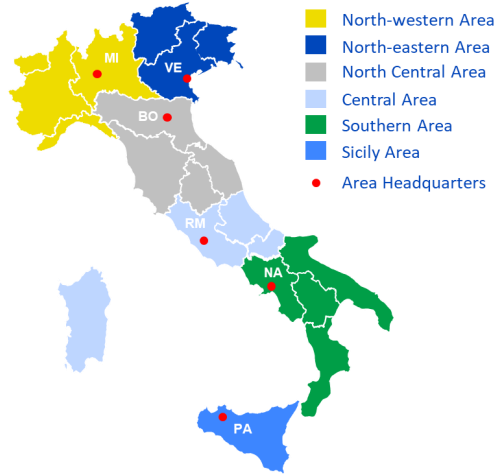 North-western Area
North-eastern Area
North Central Area
Central Area
Southern Area
Sicily Area
Area Headquarters
MI
VE
BO
RM
NA
PA